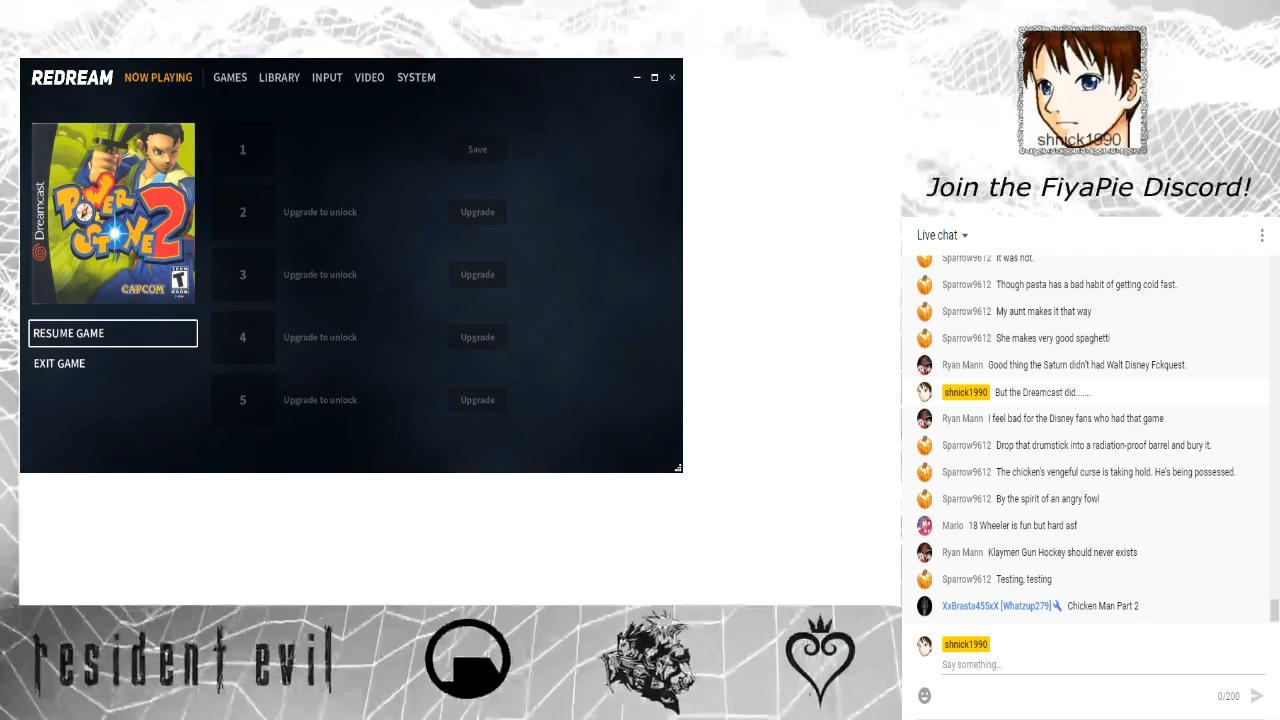 REDREAM NOW PLAYING GAMES LIBRARY INPUT VIDEO SYSTEM
Dreamcast
POWER
STONE 2
TEEN
CAPCOM
RESUME GAME
EXIT GAME
1 Save
2 Upgrade to unlock Upgrade
3 Upgrade to unlock Upgrade
4 Upgrade to unlock Upgrade
5 Upgrade to unlock Upgrade
resident evil
shnick1990
Join the FiyaPie Discord!
Live chat
Sparrow9612 It was not.
Sparrow9612 Though pasta has a bad habit of getting cold fast.
Sparrow9612 My aunt makes it that way
Sparrow9612 She makes very good spaghetti
Ryan Mann Good thing the Saturn didn't had Walt Disney Fckquest.
shnick1990 But the Dreamcast did.......
Ryan Mann I feel bad for the Disney fans who had that game
Sparrow9612 Drop that drumstick into a radiation-proof barrel and bury it.
Sparrow9612 The chicken's vengeful curse is taking hold. He's being possessed.
Sparrow9612 By the spirit of an angry fowl
Mario 18 Wheeler is fun but hard asf
Ryan Mann Klaymen Gun Hockey should never exists
Sparrow9612 Testing, testing
XxBrasta455xX [Whatzup279] Chicken Man Part 2
shnick1990
Say something...
0/200